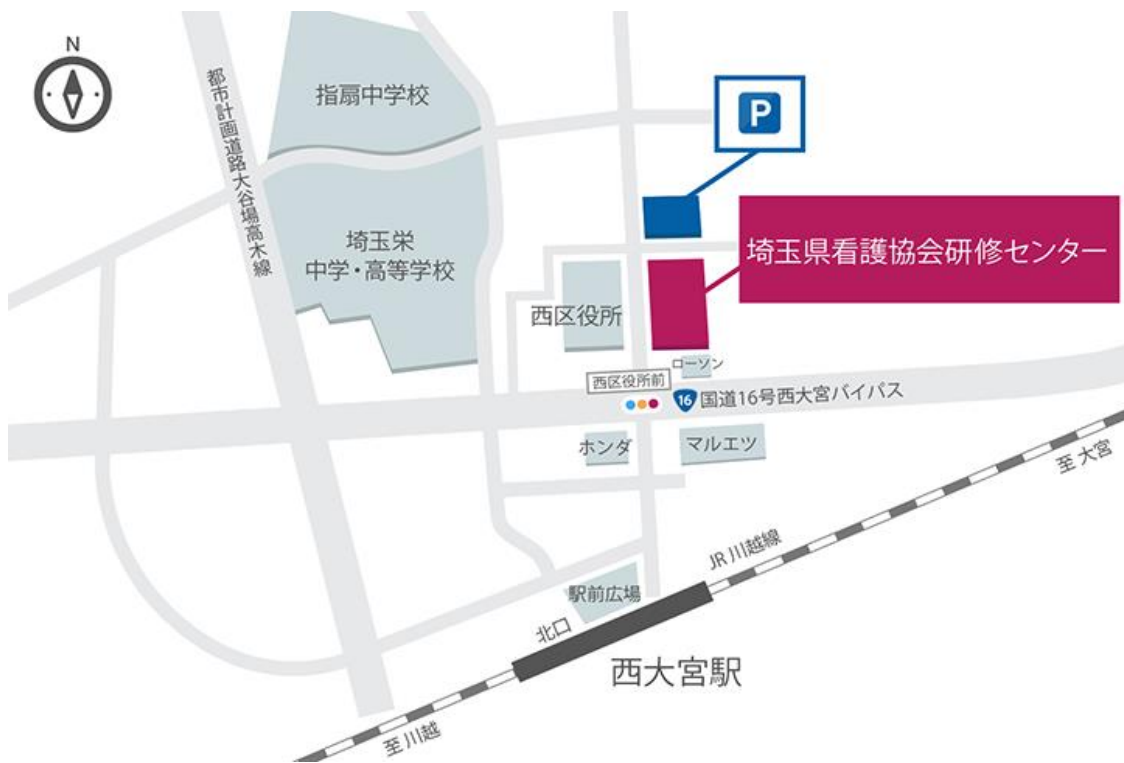 N
指扇中学校
P
都市計画道路大谷場高木線
埼玉栄
中学・高等学校
埼玉県看護協会研修センター
西区役所
ローソン
西区役所前
16
国道16号西大宮バイパス
ホンダ
マルエツ
至 大宮
JR 川越線
駅前広場
北口
西大宮駅
至 川越